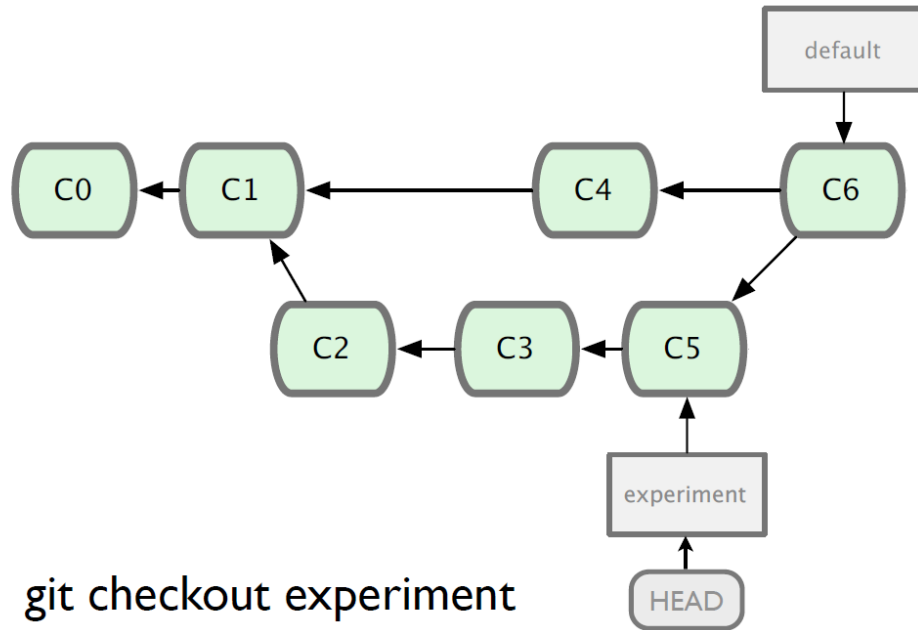 default
C0
C1
C4
C6
C2
C3
C5
experiment
git checkout experiment
HEAD